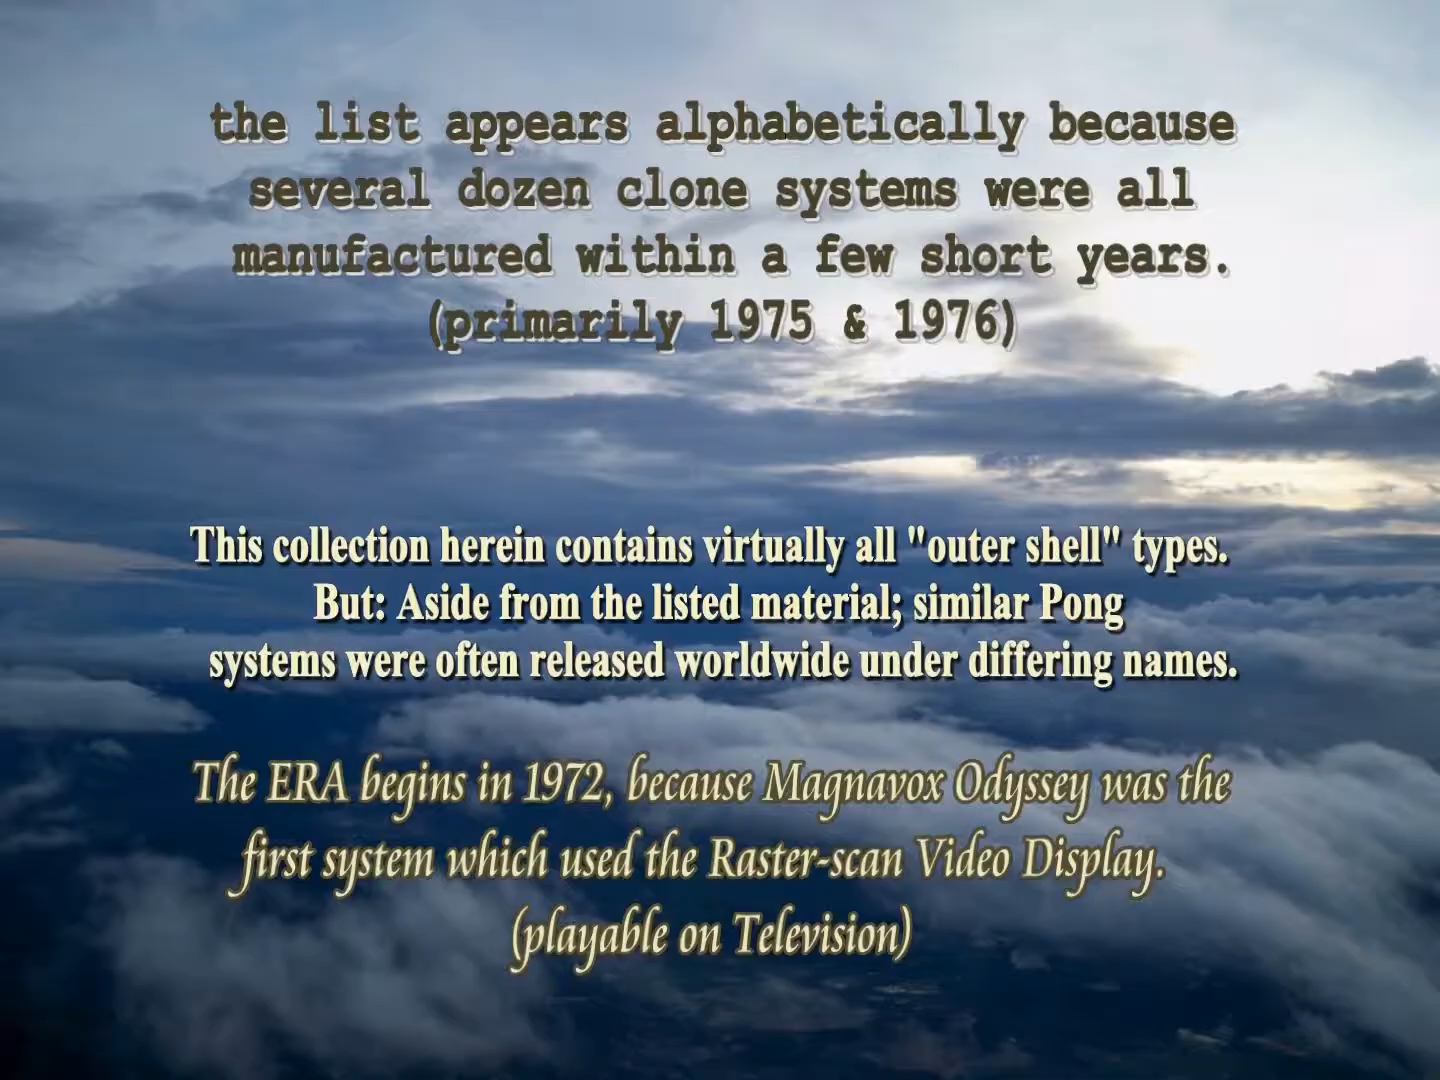 the list appears alphabetically because
several dozen clone systems were all
manufactured within a few short years.
(primarily 1975 & 1976)
This collection herein contains virtually all "outer shell" types.
But: Aside from the listed material; similar Pong
systems were often released worldwide under differing names.
The ERA begins in 1972, because Magnavox Odyssey was the
first system which used the Raster-scan Video Display.
(playable on Television)